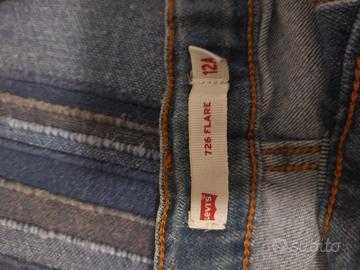 12A
726 FLARE
Levi's
subito